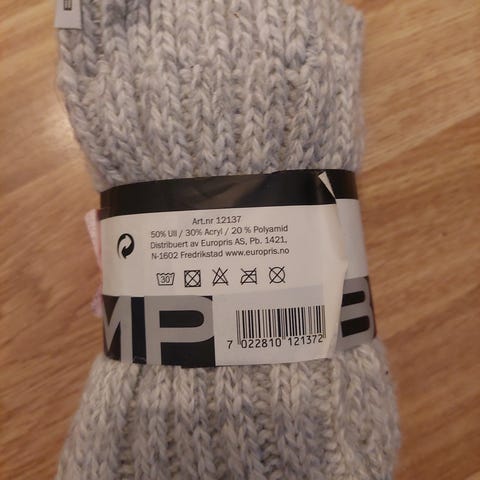 Art.nr 12137
50% Ull / 30% Acryl / 20 % Polyamid
Distribuert av Europris AS, Pb. 1421,
N-1602 Fredrikstad www.europris.no
30°
MP
7 022810 121372